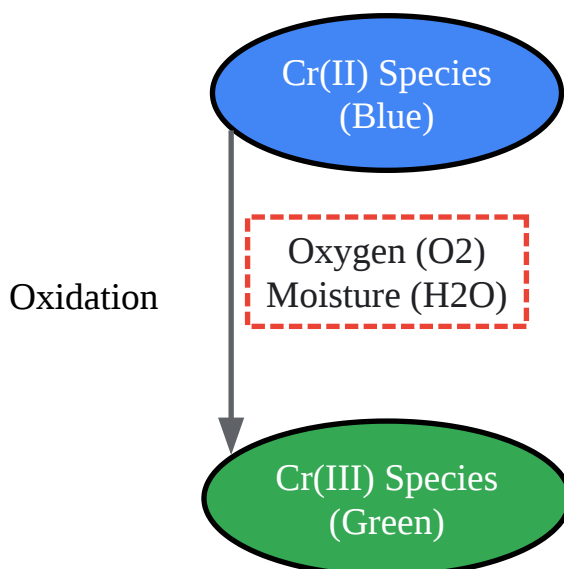 Cr(II) Species
(Blue)
Oxygen (O2)
Moisture (H2O)
Oxidation
Cr(III) Species
(Green)